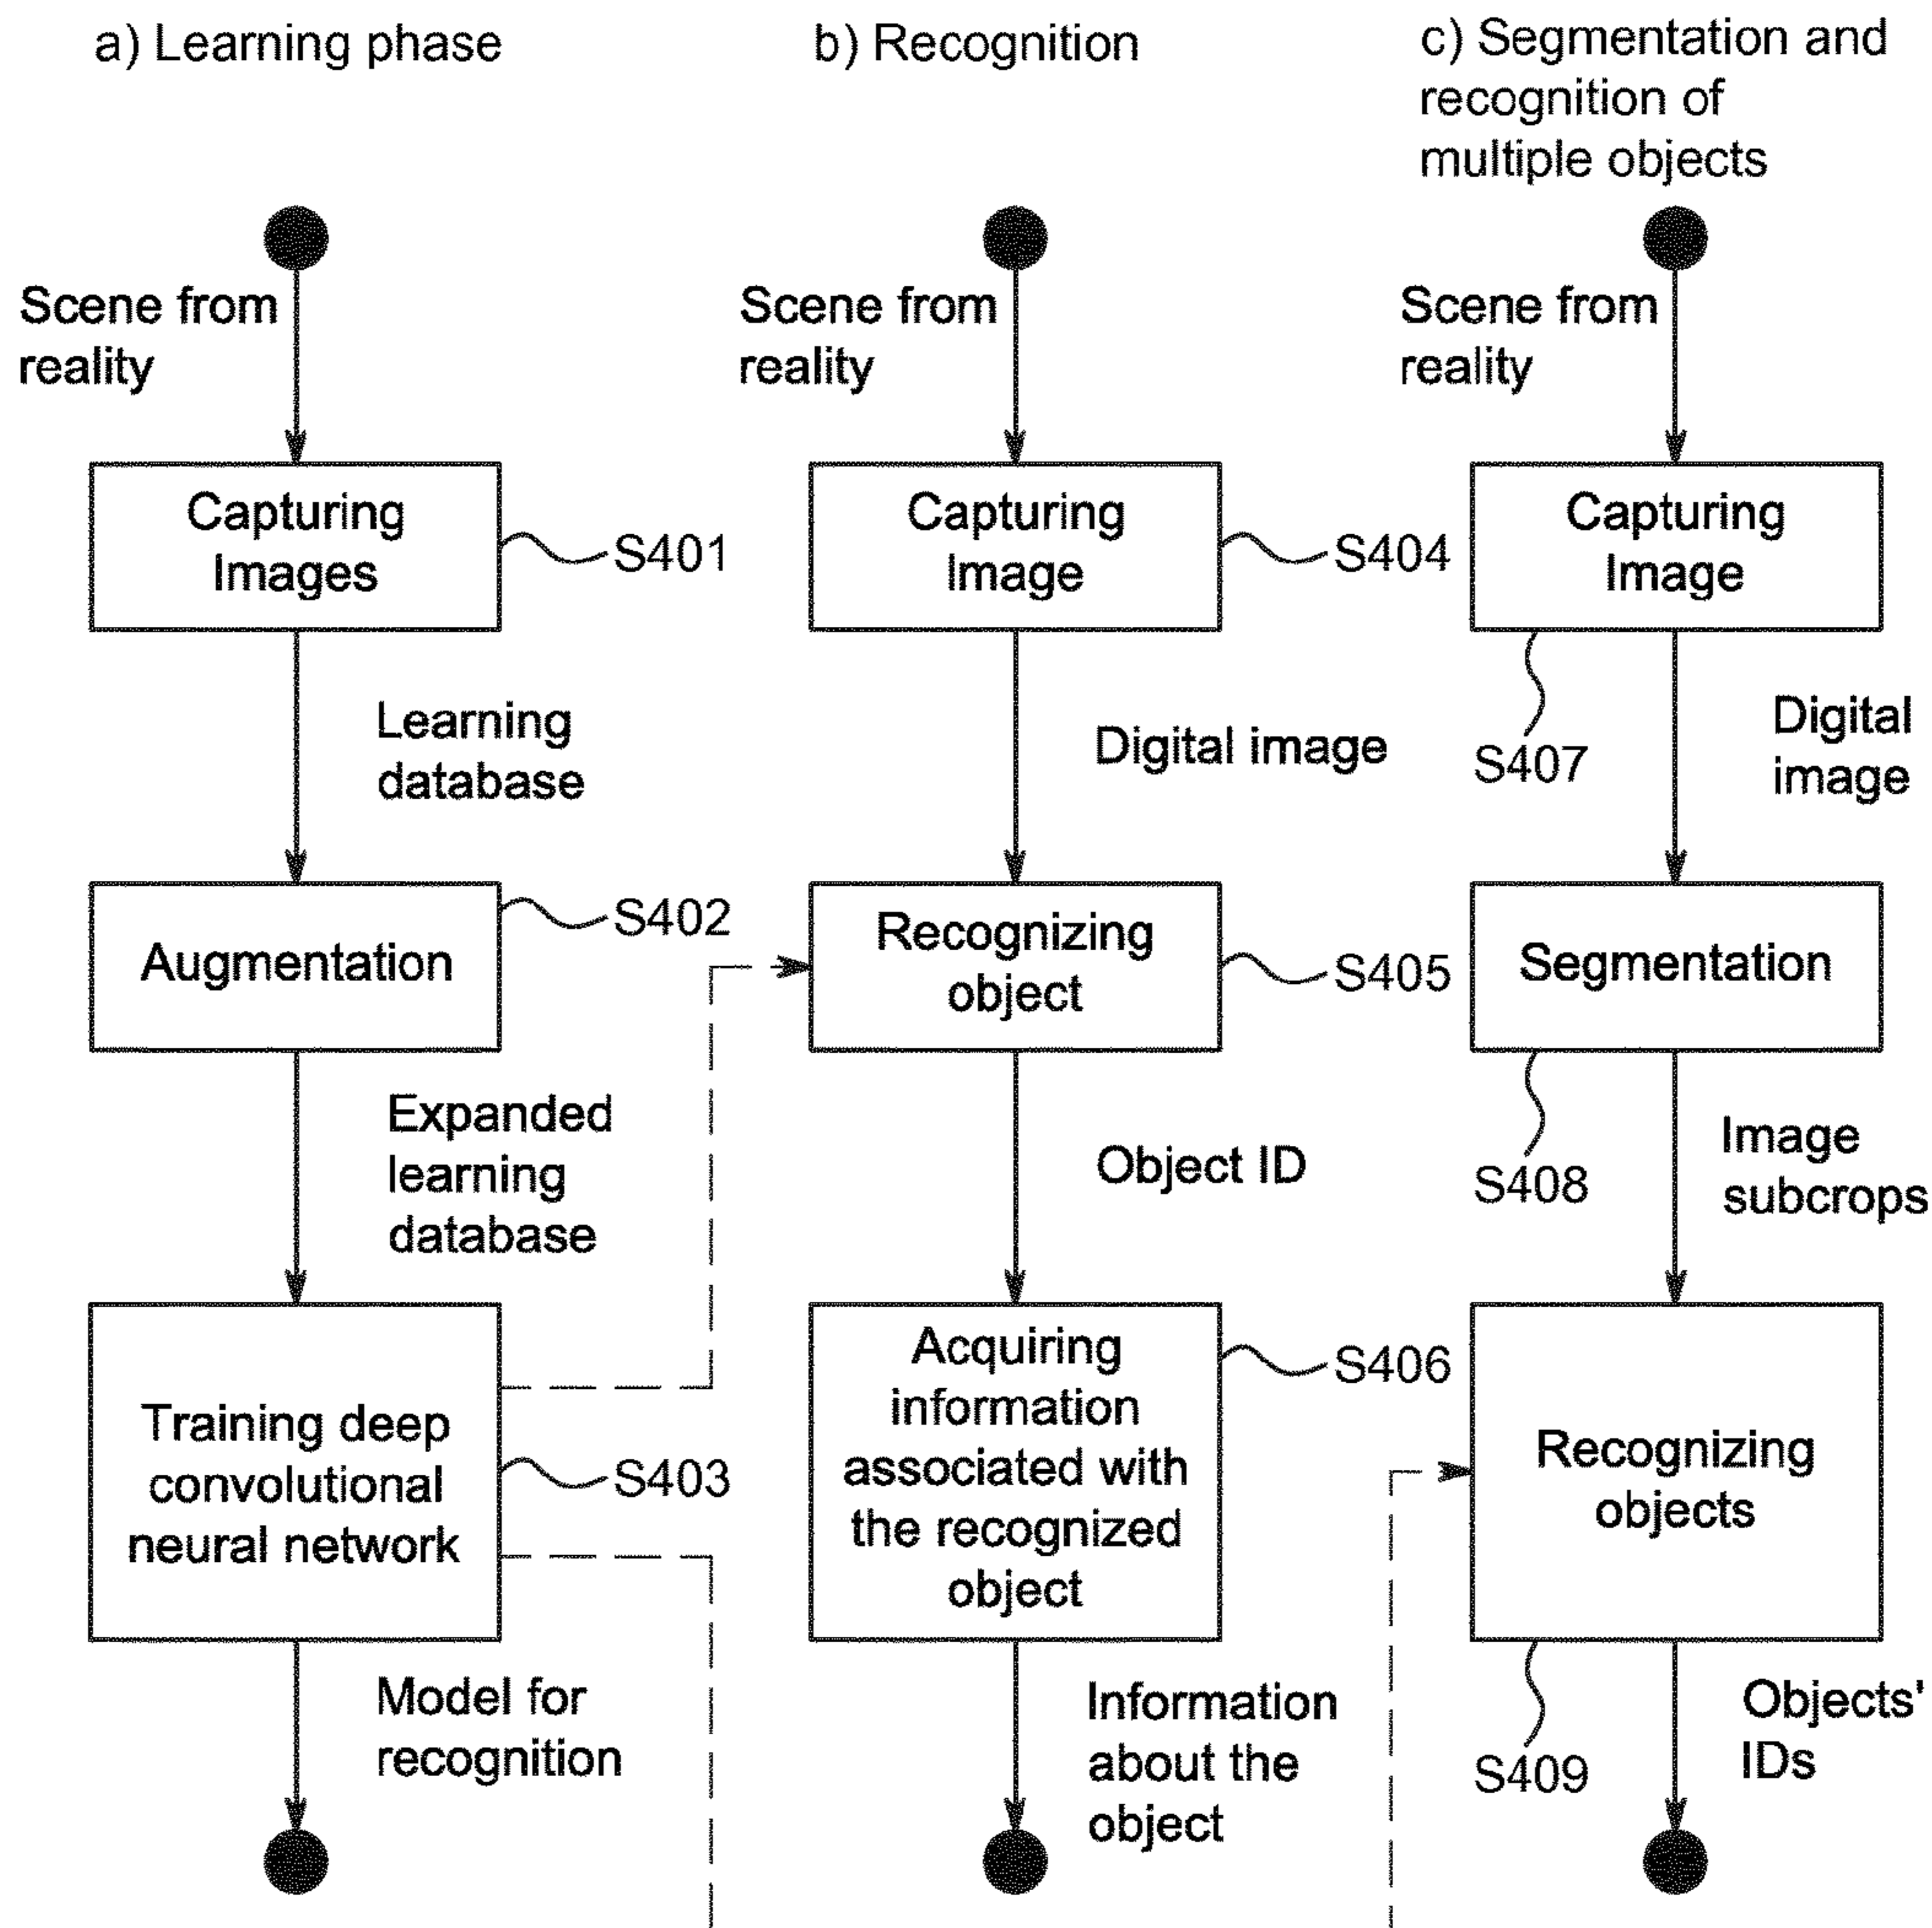 a) Learning phase
Scene from
reality
Capturing
Images
S401
Learning
database
Augmentation
S402
Expanded
learning
database
Training deep
convolutional
neural network
S403
Model for
recognition
b) Recognition
Scene from
reality
Capturing
Image
S404
Digital image
Recognizing
object
S405
Object ID
Acquiring
information
associated with
the recognized
object
S406
Information
about the
object
c) Segmentation and
recognition of
multiple objects
Scene from
reality
Capturing
Image
S407
Digital
image
Segmentation
S408
Image
subcrops
Recognizing
objects
S409
Objects'
IDs